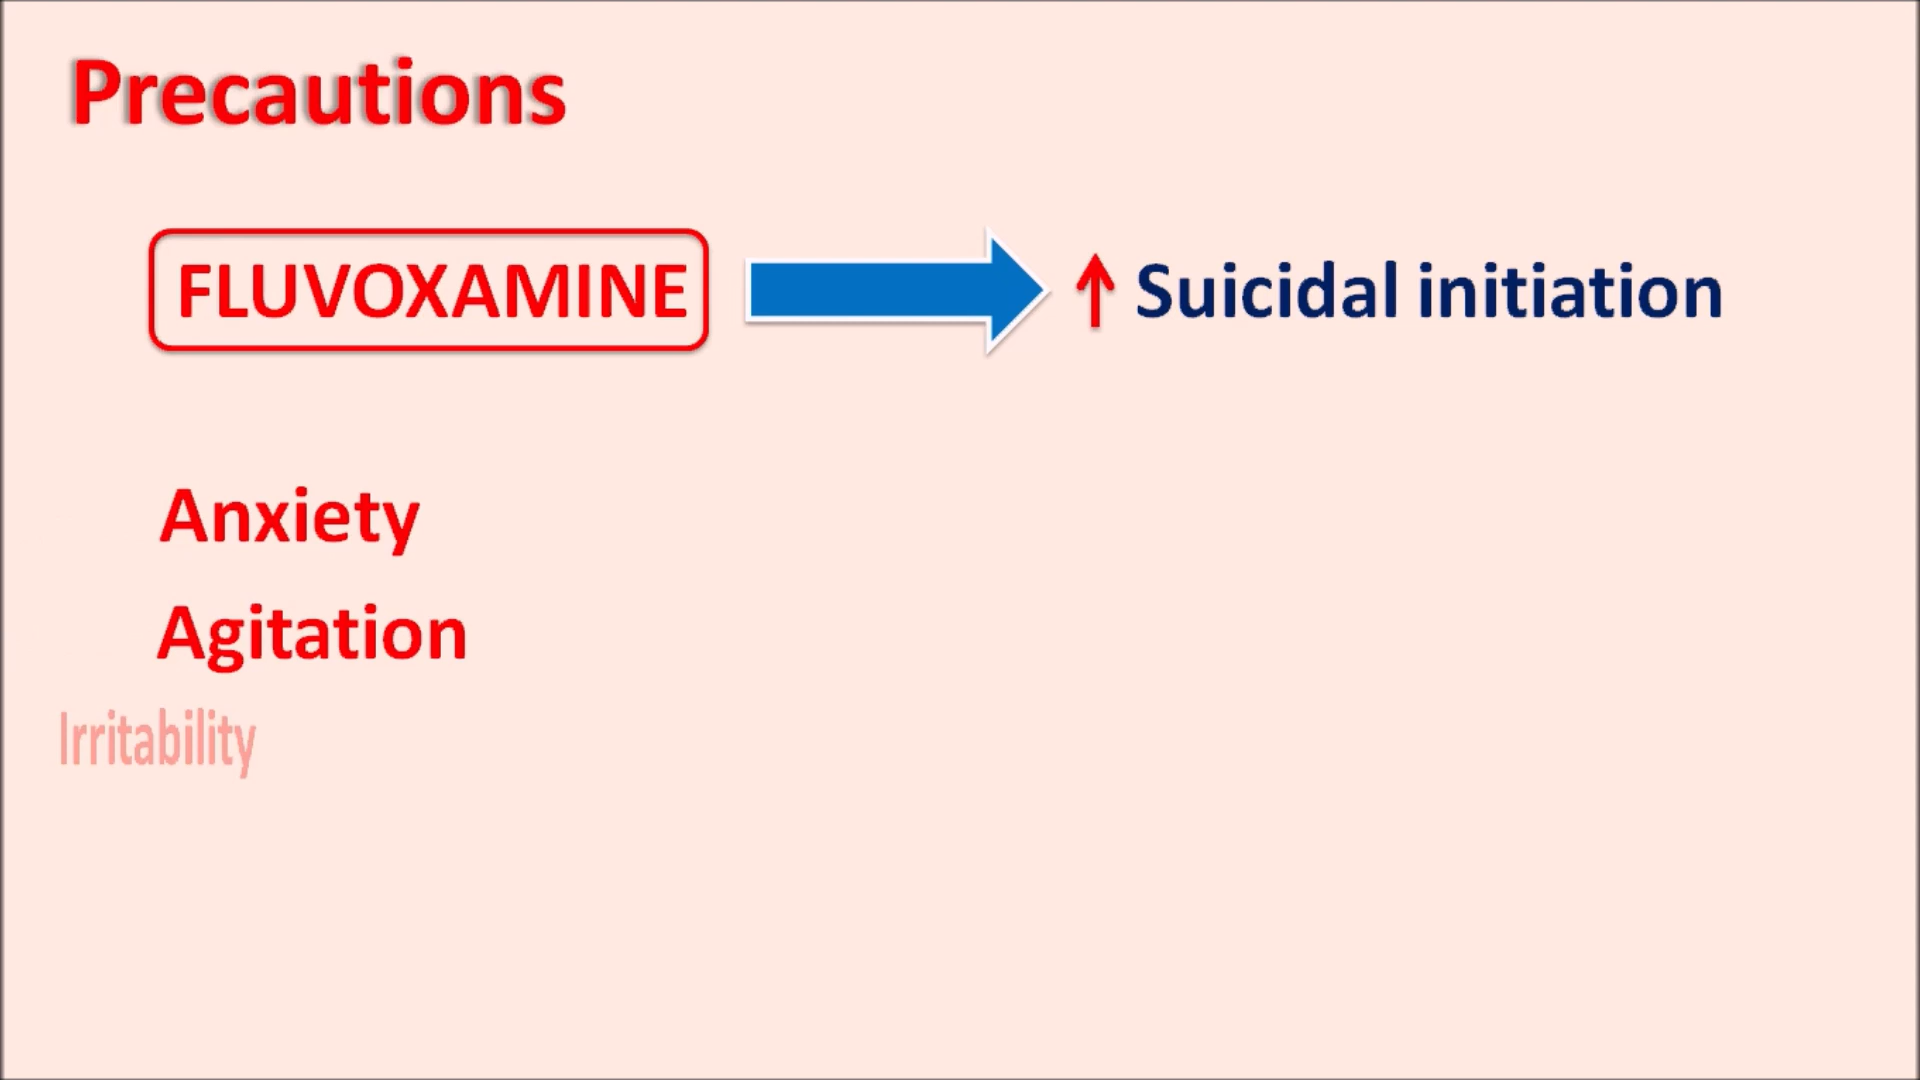 Precautions
FLUVOXAMINE ↑ Suicidal initiation
Anxiety
Agitation
Irritability